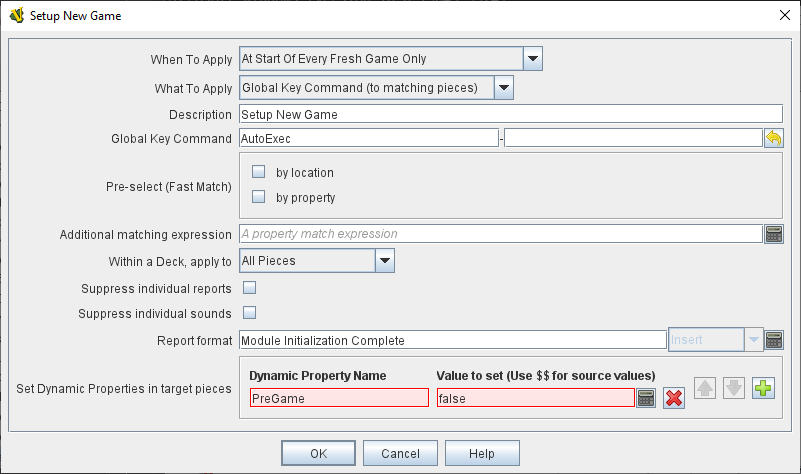 Setup New Game
When To Apply At Start Of Every Fresh Game Only
What To Apply Global Key Command (to matching pieces)
Description Setup New Game
Global Key Command AutoExec -
Pre-select (Fast Match)
by location
by property
Additional matching expression A property match expression
Within a Deck, apply to All Pieces
Suppress individual reports
Suppress individual sounds
Report format Module Initialization Complete Insert
Set Dynamic Properties in target pieces
Dynamic Property Name Value to set (Use $$ for source values)
PreGame false
OK Cancel Help